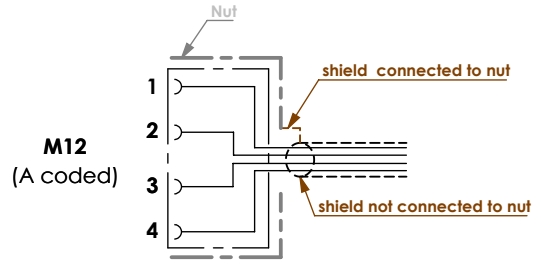 Nut
shield connected to nut
1
2
M12
(A coded)
3
4
shield not connected to nut